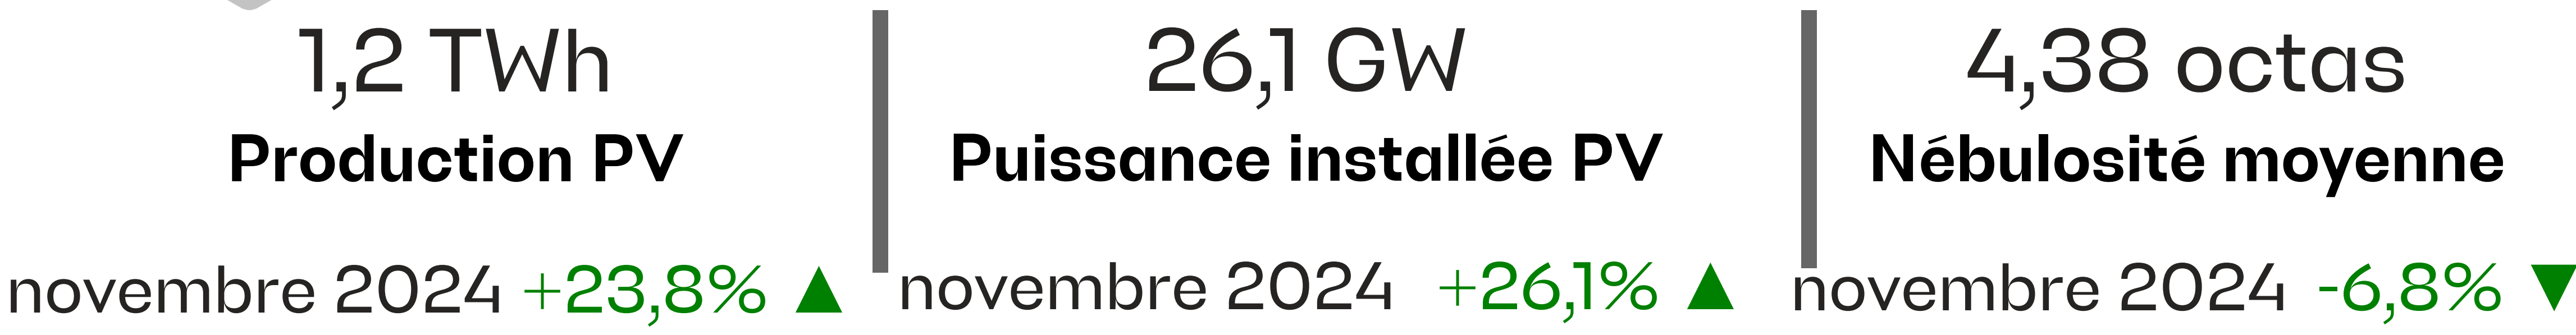 1,2 TWh
Production PV
novembre 2024 +23,8% ▲
26,1 GW
Puissance installée PV
novembre 2024 +26,1% ▲
4,38 octas
Nébulosité moyenne
novembre 2024 -6,8% ▼